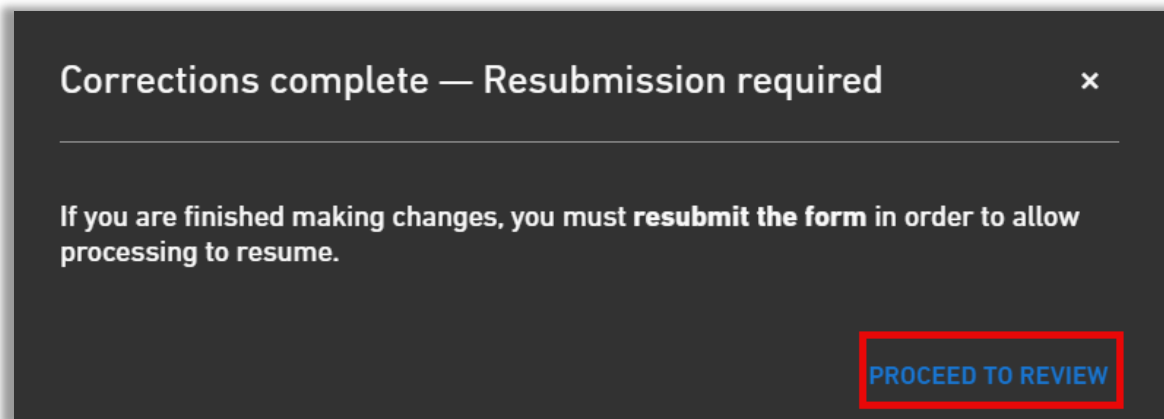 Corrections complete — Resubmission required ×
If you are finished making changes, you must resubmit the form in order to allow
processing to resume.
PROCEED TO REVIEW